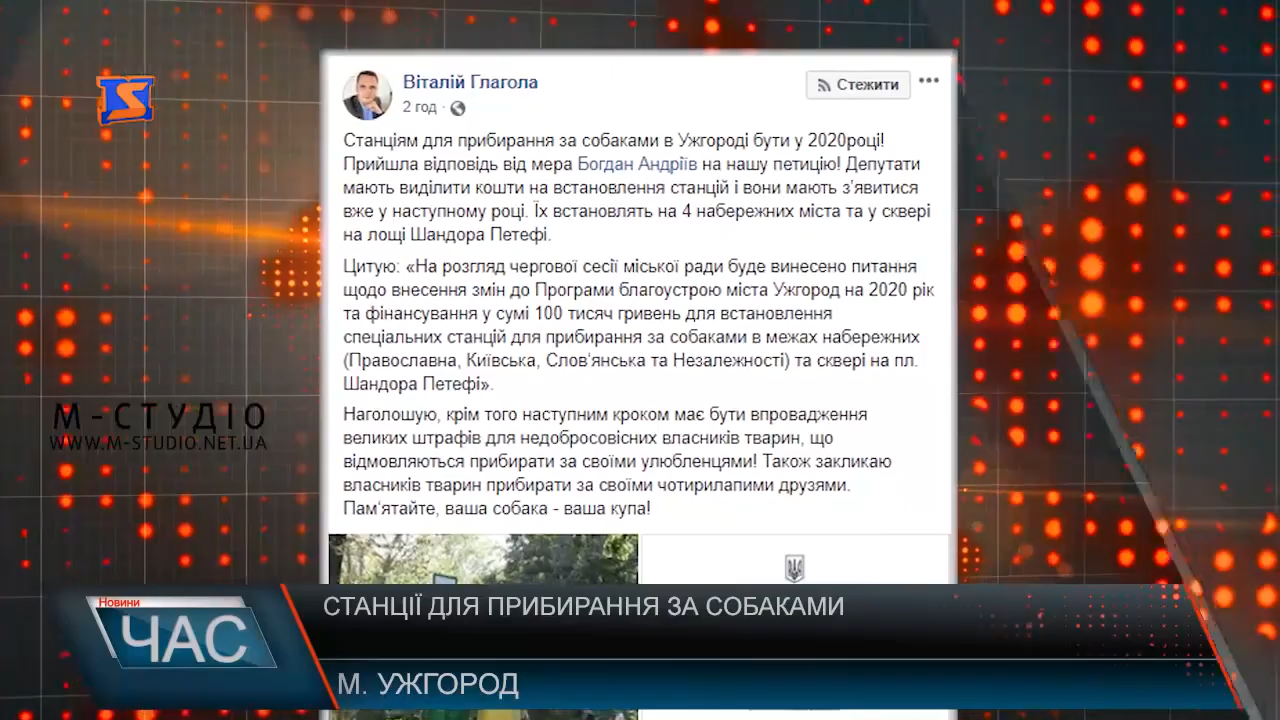 Віталій Глагола
Стежити
2 год
Станціям для прибирання за собаками в Ужгороді бути у 2020році!
Прийшла відповідь від мера Богдан Андріїв на нашу петицію! Депутати
мають виділити кошти на встановлення станцій і вони мають з'явитися
вже у наступному році. Їх встановлять на 4 набережних міста та у сквері
на лощі Шандора Петефі.
Цитую: «На розгляд чергової сесії міської ради буде винесено питання
щодо внесення змін до Програми благоустрою міста Ужгород на 2020 рік
та фінансування у сумі 100 тисяч гривень для встановлення
спеціальних станцій для прибирання за собаками в межах набережних
(Православна, Київська, Слов'янська та Незалежності) та сквері на пл.
Шандора Петефі».
Наголошую, крім того наступним кроком має бути впровадження
великих штрафів для недобросовісних власників тварин, що
відмовляються прибирати за своїми улюбленцями! Також закликаю
власників тварин прибирати за своїми чотирилапими друзями.
Пам'ятайте, ваша собака - ваша купа!
М-СТУДІО
WWW.M-STUDIO.NET.UA
Новини
ЧАС
СТАНЦІЇ ДЛЯ ПРИБИРАННЯ ЗА СОБАКАМИ
М. УЖГОРОД